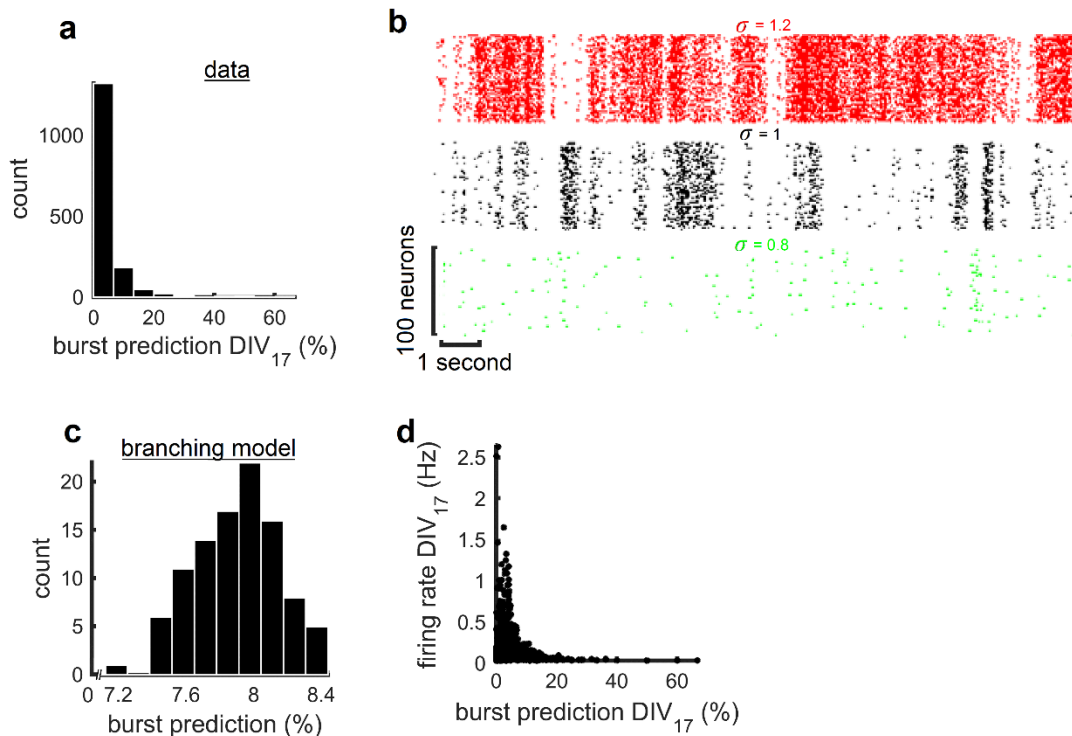 a
data
count
1000
500
0
0 20 40 60
burst prediction DIV17 (%)
b
σ = 1.2
σ = 1
σ = 0.8
100 neurons
1 second
c
branching model
count
20
15
10
5
0
0 7.2 7.6 8 8.4
burst prediction (%)
d
firing rate DIV17 (Hz)
2.5
2
1.5
1
0.5
0
0 20 40 60
burst prediction DIV17 (%)